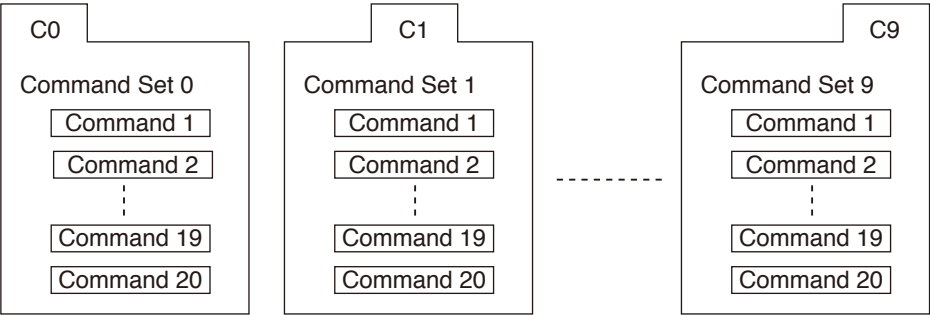 C0
Command Set 0
Command 1
Command 2
Command 19
Command 20
C1
Command Set 1
Command 1
Command 2
Command 19
Command 20
C9
Command Set 9
Command 1
Command 2
Command 19
Command 20